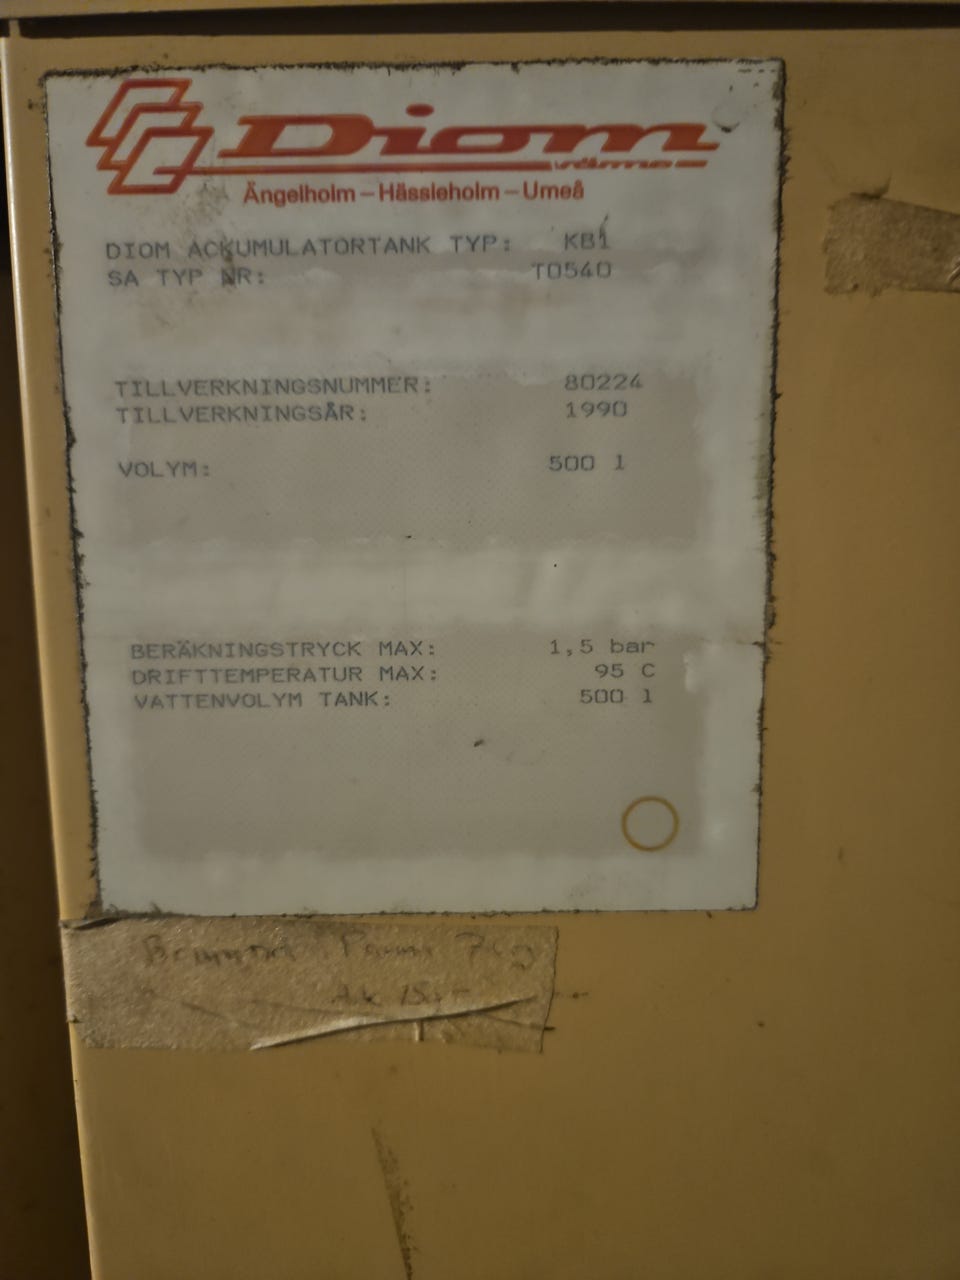 Diom
värme
Ängelholm – Hässleholm – Umeå
DIOM ACKUMULATORTANK TYP: KB1
SA TYP NR: T0540
TILLVERKNINGSNUMMER: 80224
TILLVERKNINGSÅR: 1990
VOLYM: 500 l
BERÄKNINGSTRYCK MAX: 1,5 bar
DRIFTTEMPERATUR MAX: 95 C
VATTENVOLYM TANK: 500 l